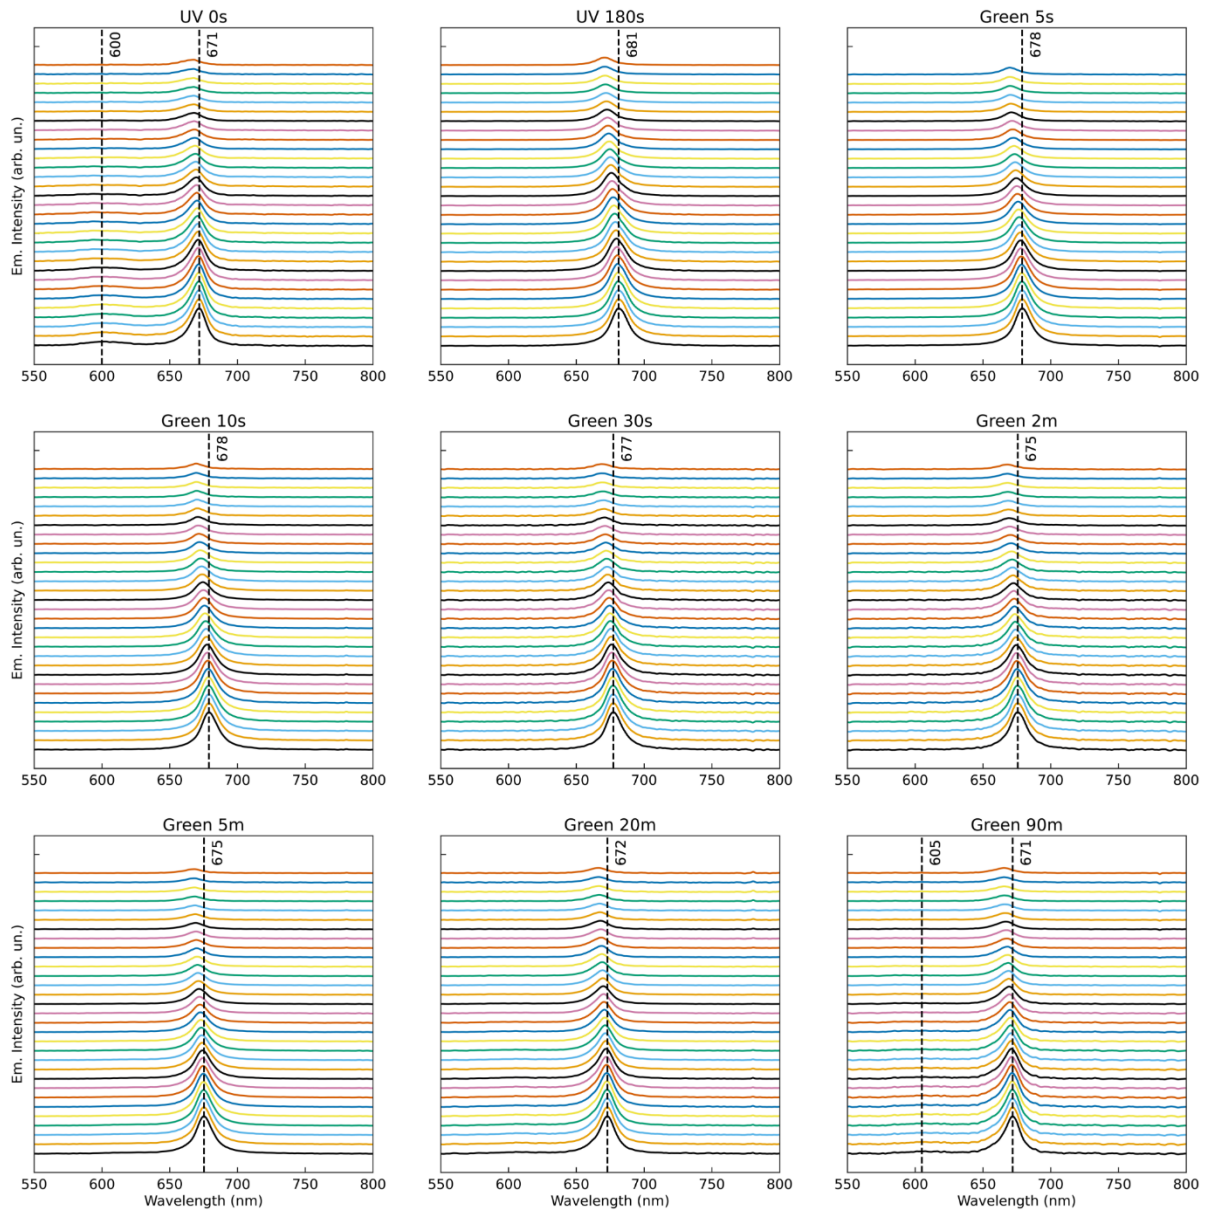 UV 0s
UV 180s
Green 5s
600
671
681
678
Em. Intensity (arb. un.)
550 600 650 700 750 800
550 600 650 700 750 800
550 600 650 700 750 800
Green 10s
Green 30s
Green 2m
678
677
675
Em. Intensity (arb. un.)
550 600 650 700 750 800
550 600 650 700 750 800
550 600 650 700 750 800
Green 5m
Green 20m
Green 90m
675
672
605
671
Em. Intensity (arb. un.)
550 600 650 700 750 800
550 600 650 700 750 800
550 600 650 700 750 800
Wavelength (nm)
Wavelength (nm)
Wavelength (nm)